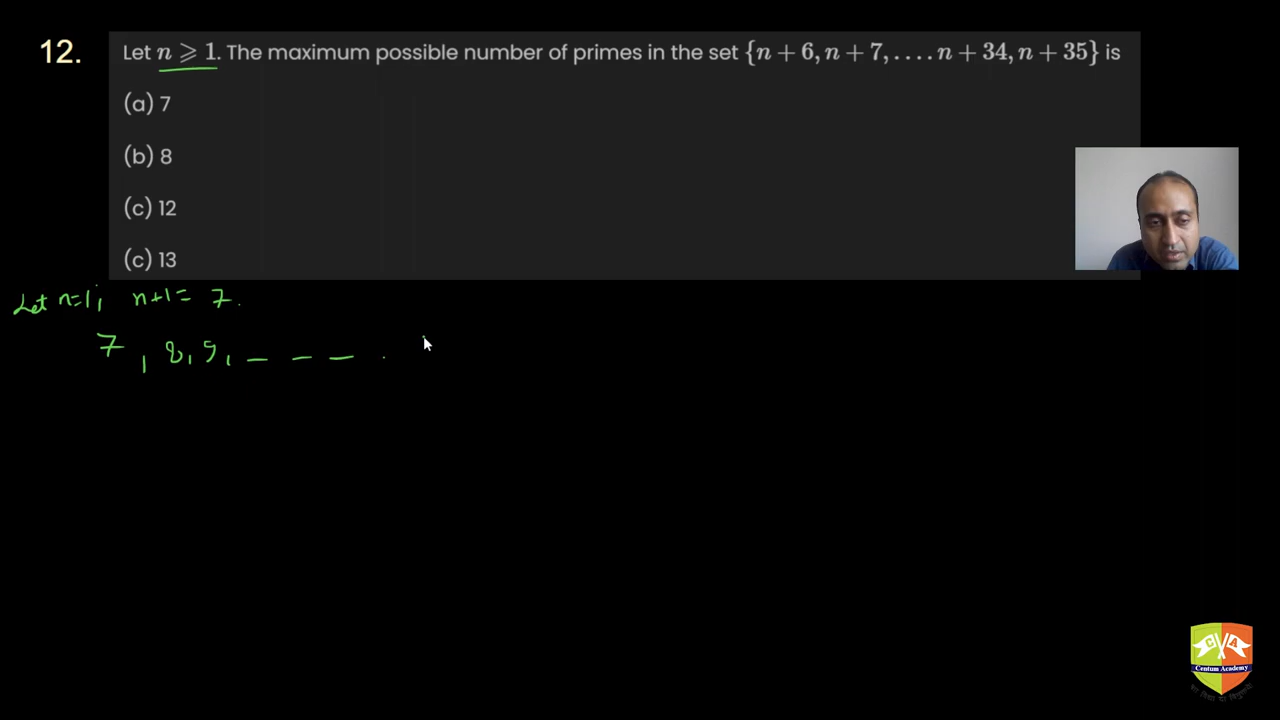 12.
Let n ⩾ 1. The maximum possible number of primes in the set {n + 6, n + 7, . . . . n + 34, n + 35} is
(a) 7
(b) 8
(c) 12
(c) 13
Let n=1, n+1 = 7.
7, 8, 9, _ _ _ .
C A
Centum Academy